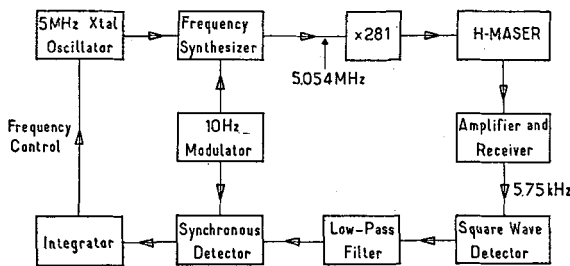 5MHz Xtal
Oscillator
Frequency
Synthesizer
×281
H-MASER
5.054MHz
Frequency
Control
10Hz
Modulator
Amplifier and
Receiver
5.75kHz
Integrator
Synchronous
Detector
Low-Pass
Filter
Square Wave
Detector